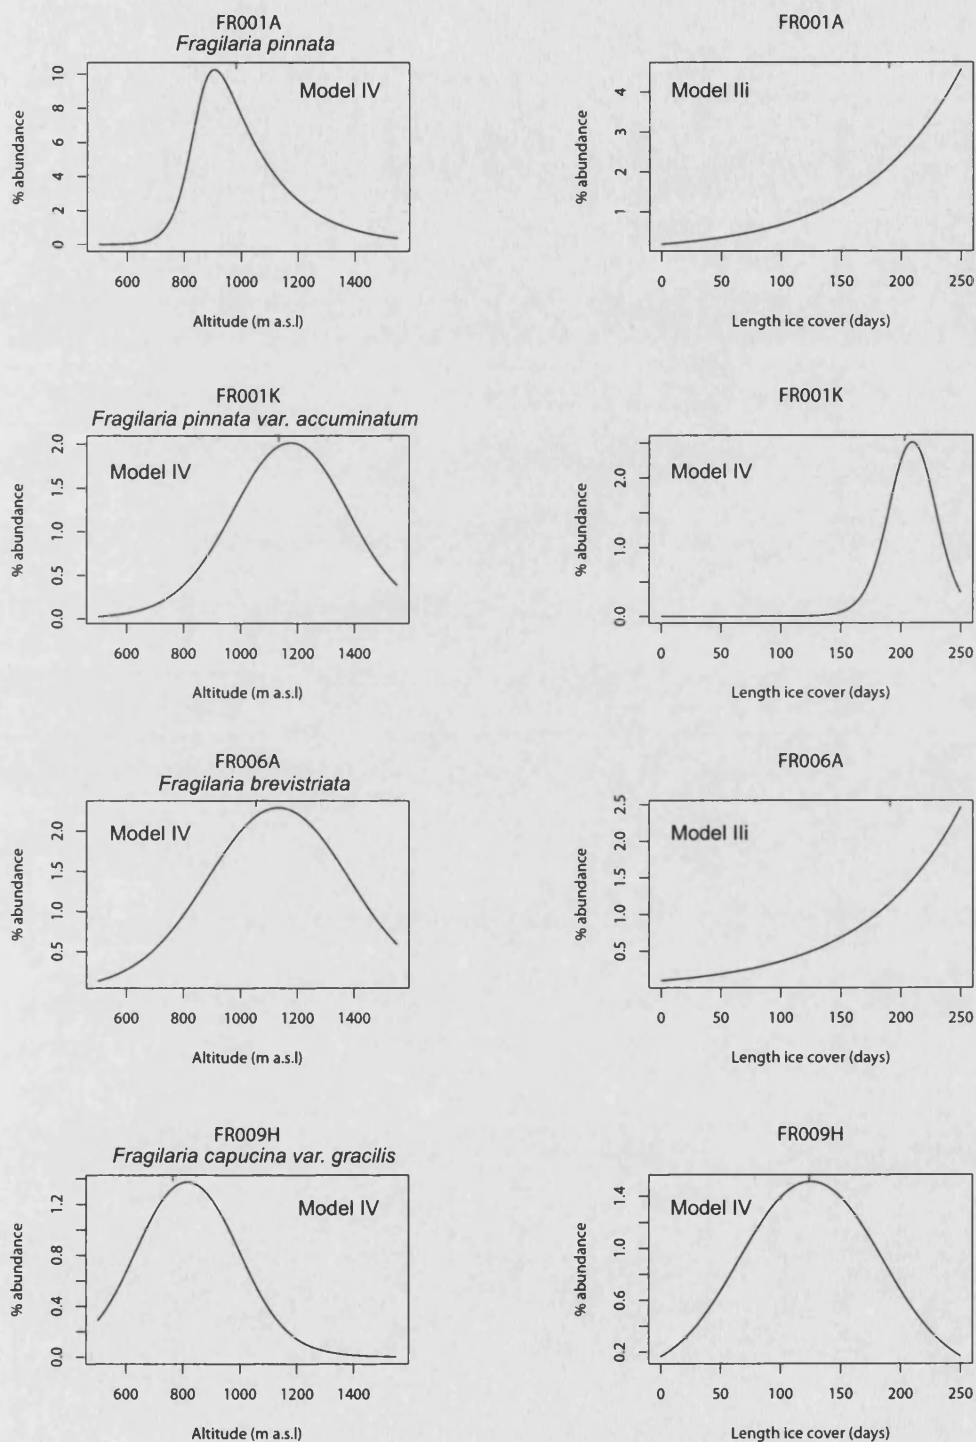 FR001A
Fragilaria pinnata
Model IV
% abundance
0 2 4 6 8 10
600 800 1000 1200 1400
Altitude (m a.s.l)
FR001A
Model IIi
% abundance
1 2 3 4
0 50 100 150 200 250
Length ice cover (days)
FR001K
Fragilaria pinnata var. accuminatum
Model IV
% abundance
0.0 0.5 1.0 1.5 2.0
600 800 1000 1200 1400
Altitude (m a.s.l)
FR001K
Model IV
% abundance
0.0 1.0 2.0
0 50 100 150 200 250
Length ice cover (days)
FR006A
Fragilaria brevistriata
Model IV
% abundance
0.5 1.0 1.5 2.0
600 800 1000 1200 1400
Altitude (m a.s.l)
FR006A
Model IIi
% abundance
0.5 1.0 1.5 2.0 2.5
0 50 100 150 200 250
Length ice cover (days)
FR009H
Fragilaria capucina var. gracilis
Model IV
% abundance
0.0 0.4 0.8 1.2
600 800 1000 1200 1400
Altitude (m a.s.l)
FR009H
Model IV
% abundance
0.2 0.6 1.0 1.4
0 50 100 150 200 250
Length ice cover (days)